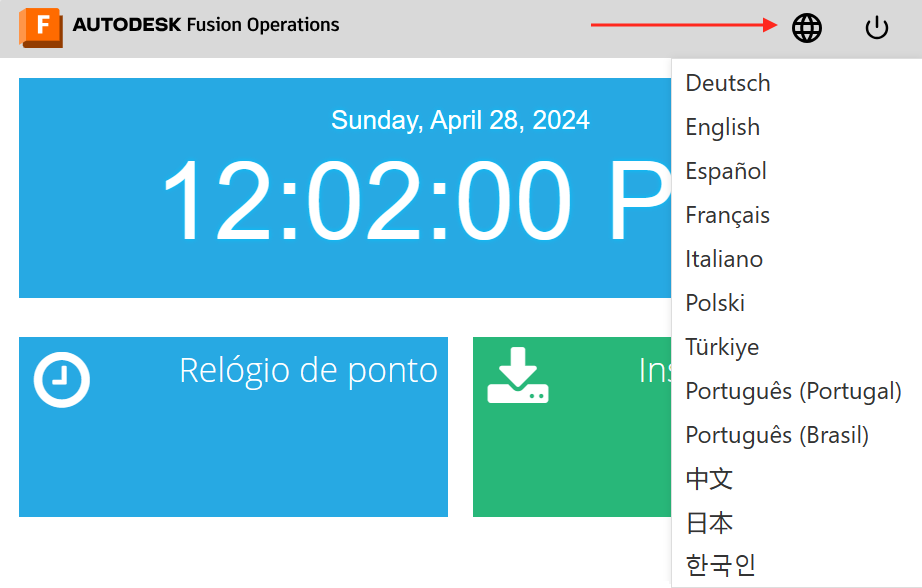 F AUTODESK Fusion Operations
Sunday, April 28, 2024
12:02:00 P
Relógio de ponto
Ins
Deutsch
English
Español
Français
Italiano
Polski
Türkiye
Português (Portugal)
Português (Brasil)
中文
日本
한국인